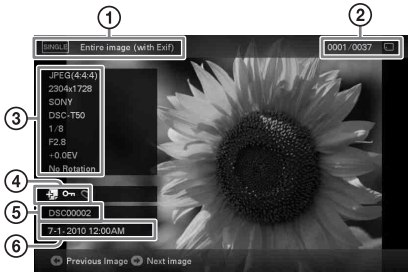 1
2
SINGLE Entire image (with Exif)
0001/0037
3
JPEG(4:4:4)
2304x1728
SONY
DSC-T50
1/8
F2.8
+0.0EV
No Rotation
4
5
DSC00002
6
7-1-2010 12:00AM
Previous Image Next image